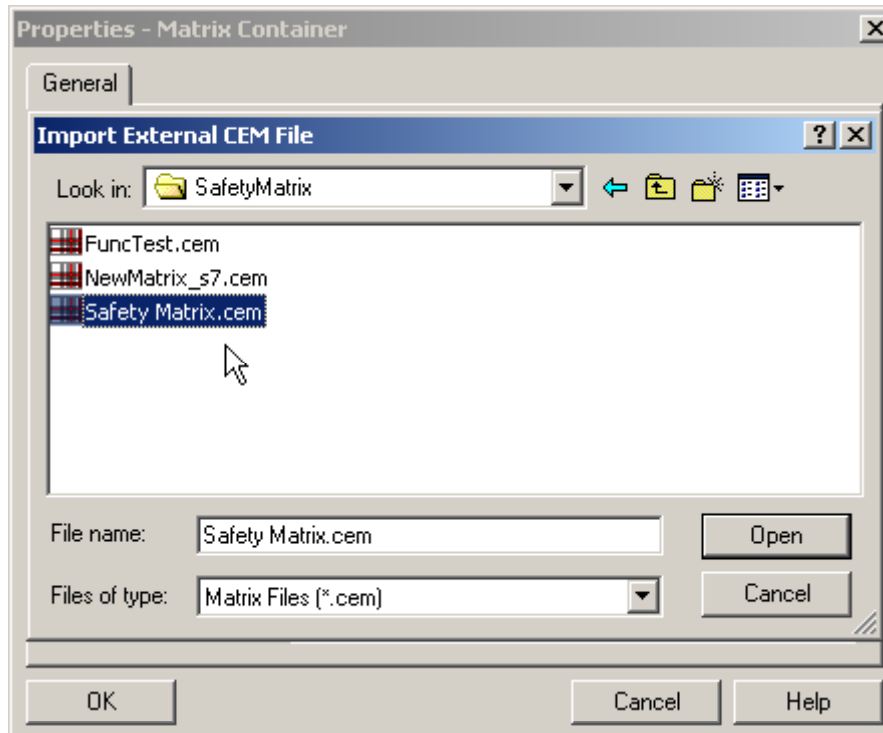 Properties - Matrix Container
General
Import External CEM File
Look in: SafetyMatrix
FuncTest.cem
NewMatrix_s7.cem
Safety Matrix.cem
File name: Safety Matrix.cem Open
Files of type: Matrix Files (*.cem) Cancel
OK Cancel Help